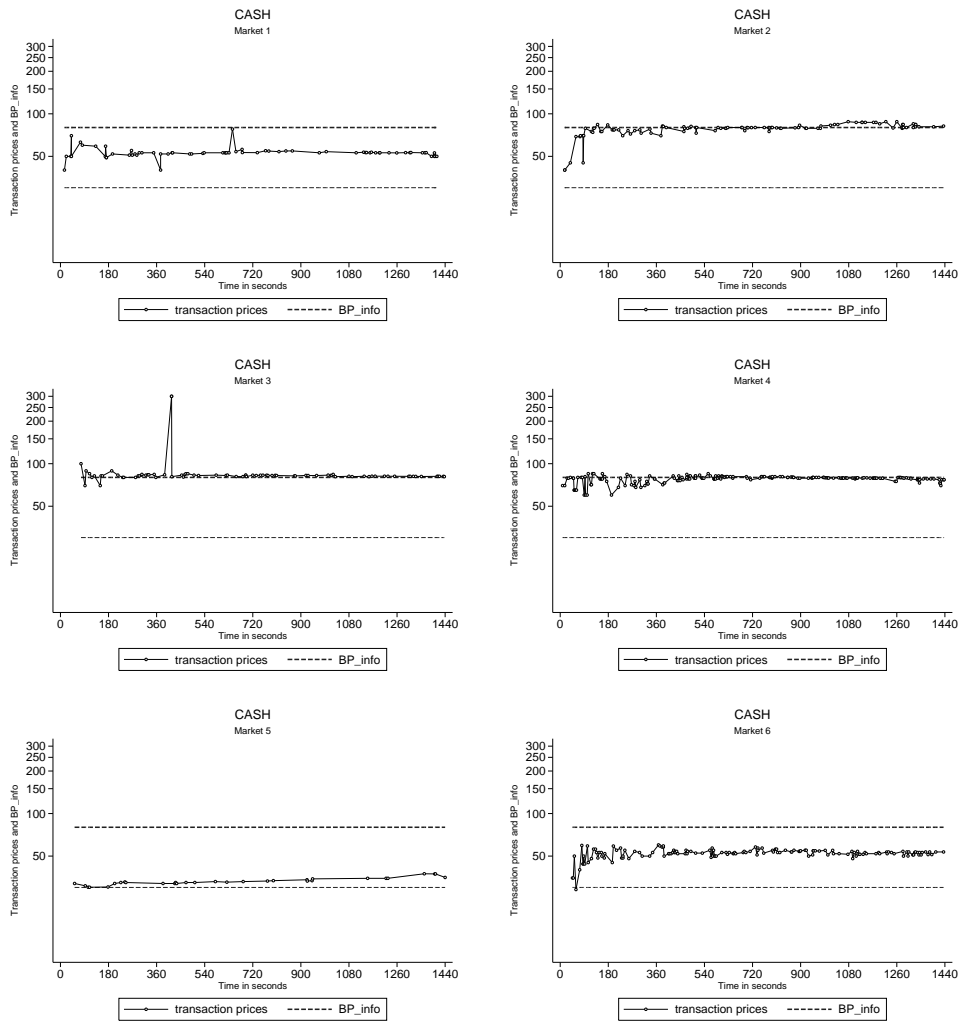 CASH
Market 1
Transaction prices and BP_info
300
250
200
150
100
50
0 180 360 540 720 900 1080 1260 1440
Time in seconds
transaction prices BP_info
CASH
Market 2
Transaction prices and BP_info
300
250
200
150
100
50
0 180 360 540 720 900 1080 1260 1440
Time in seconds
transaction prices BP_info
CASH
Market 3
Transaction prices and BP_info
300
250
200
150
100
50
0 180 360 540 720 900 1080 1260 1440
Time in seconds
transaction prices BP_info
CASH
Market 4
Transaction prices and BP_info
300
250
200
150
100
50
0 180 360 540 720 900 1080 1260 1440
Time in seconds
transaction prices BP_info
CASH
Market 5
Transaction prices and BP_info
300
250
200
150
100
50
0 180 360 540 720 900 1080 1260 1440
Time in seconds
transaction prices BP_info
CASH
Market 6
Transaction prices and BP_info
300
250
200
150
100
50
0 180 360 540 720 900 1080 1260 1440
Time in seconds
transaction prices BP_info